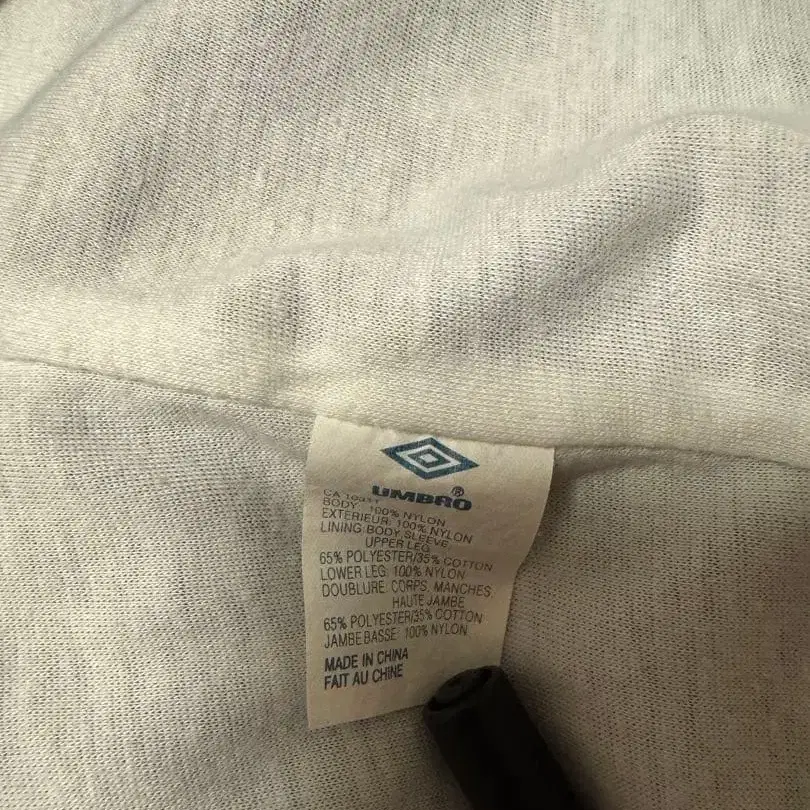 UMBRO®
CA
BODY 100% NYLON
EXTERIEUR: 100% NYLON
LINING: BODY, SLEEVE,
UPPER LEG
65% POLYESTER/35% COTTON
LOWER LEG: 100% NYLON
DOUBLURE: CORPS, MANCHES,
HAUTE JAMBE
65% POLYESTER/35% COTTON
JAMBE BASSE: 100% NYLON
MADE IN CHINA
FAIT AU CHINE